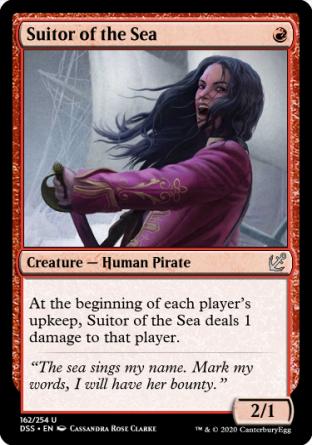 Suitor of the Sea
Creature — Human Pirate
At the beginning of each player's
upkeep, Suitor of the Sea deals 1
damage to that player.
"The sea sings my name. Mark my
words, I will have her bounty."
2/1
162/254 U
DSS • EN Cassandra Rose Clarke
™ & © 2020 CanterburyEgg